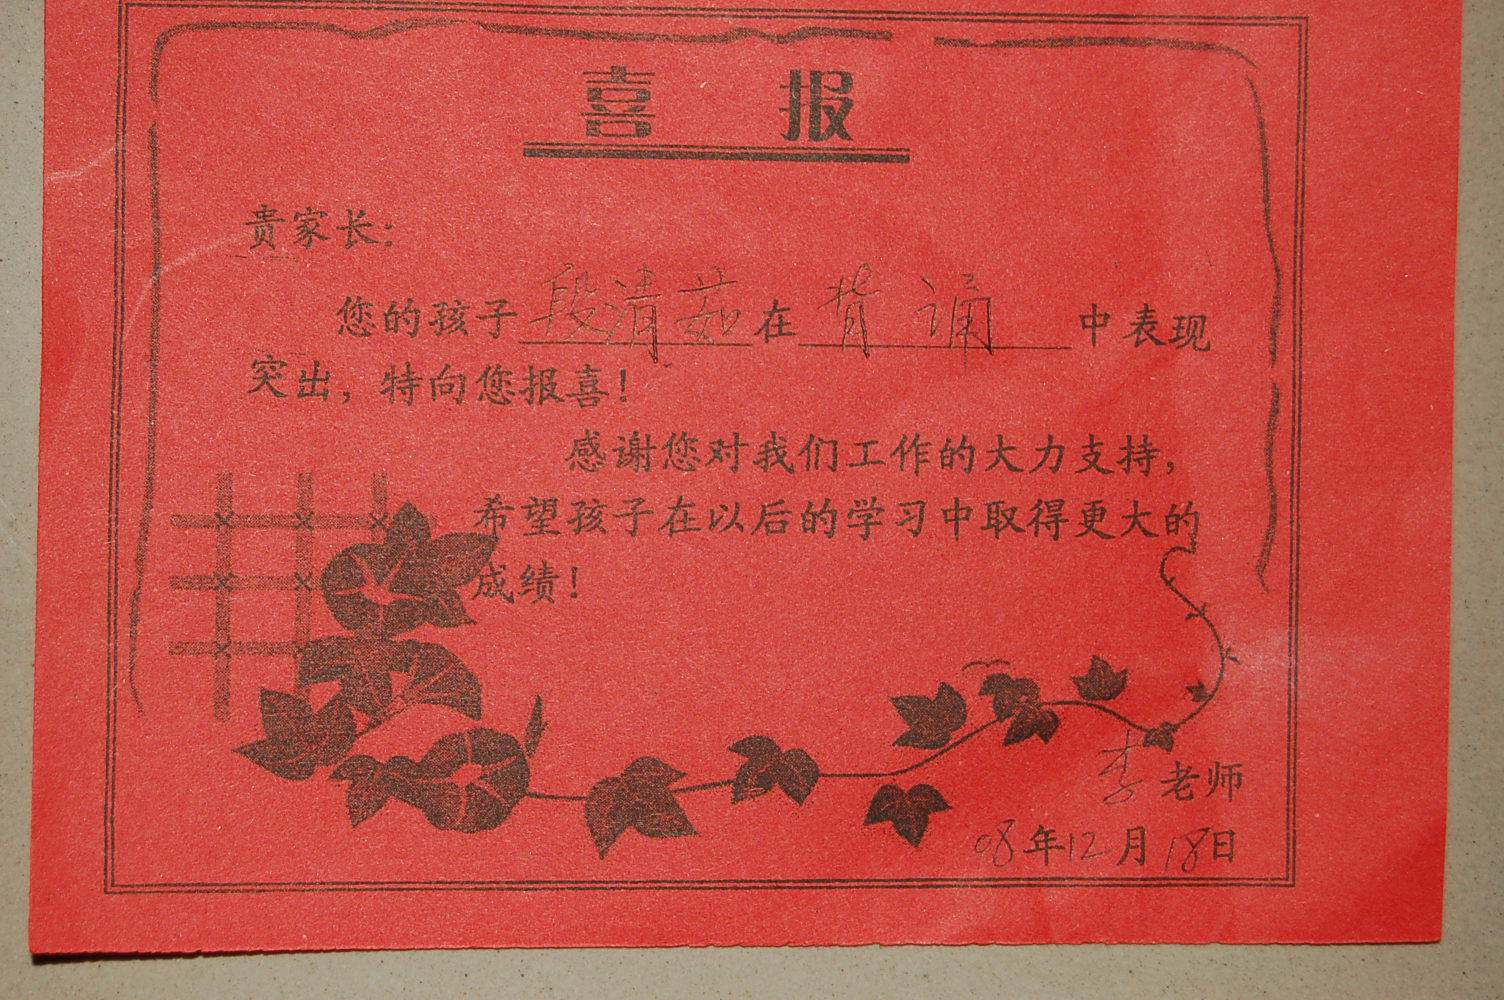 喜报
贵家长：
您的孩子段清茹在背诵中表现
突出，特向您报喜！
感谢您对我们工作的大力支持，
希望孩子在以后的学习中取得更大的
成绩！
李老师
08年12月18日